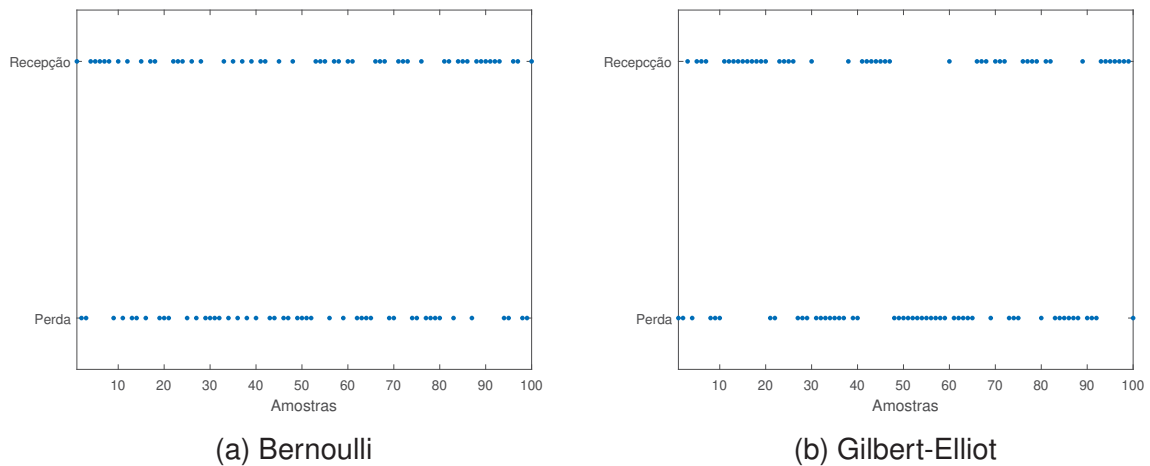 Recepção
Perda
10 20 30 40 50 60 70 80 90 100
Amostras
(a) Bernoulli
Recepcção
Perda
10 20 30 40 50 60 70 80 90 100
Amostras
(b) Gilbert-Elliot